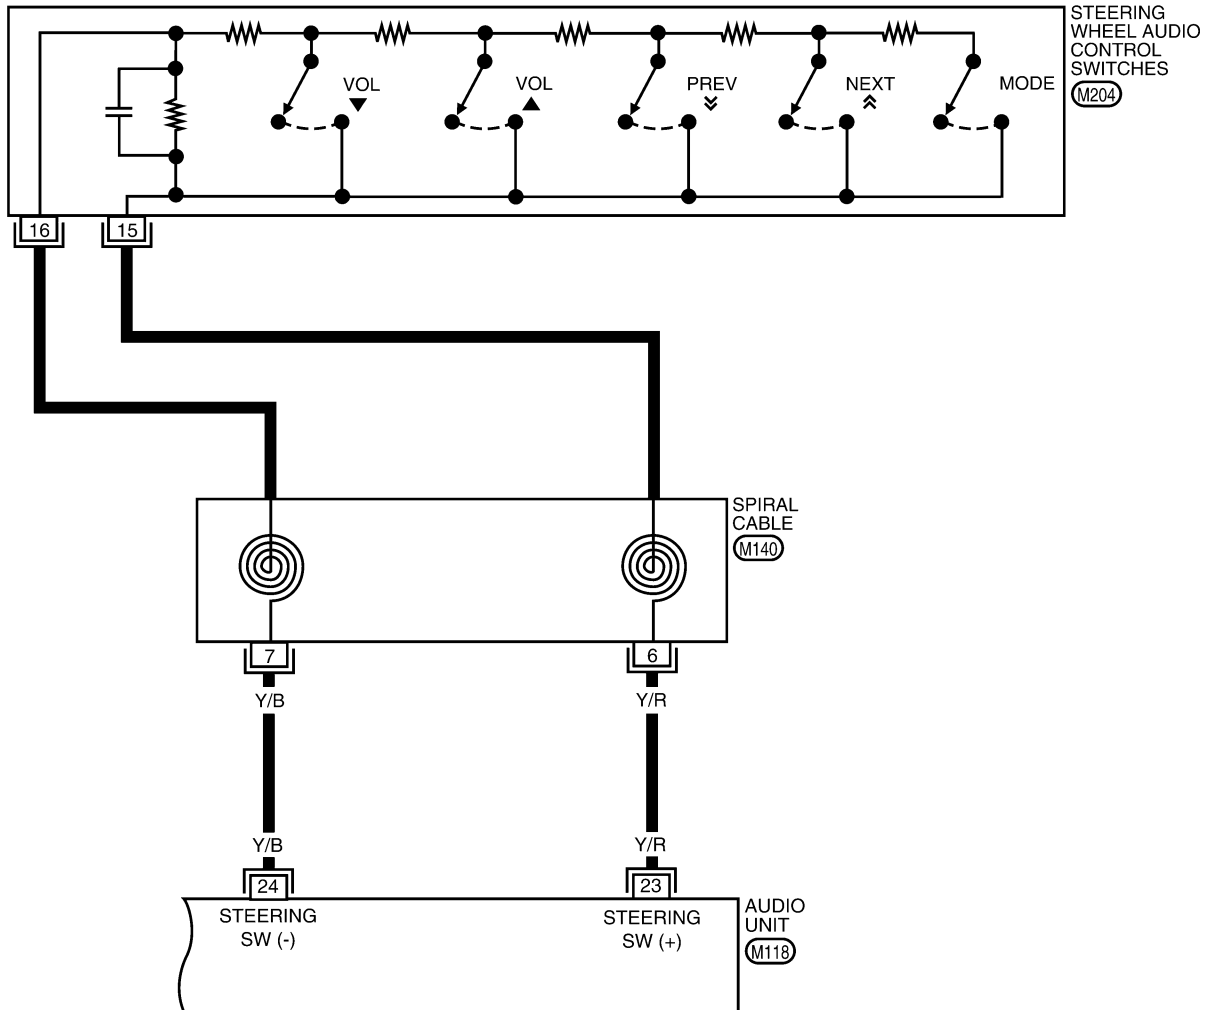 STEERING
WHEEL AUDIO
CONTROL
SWITCHES
M204
VOL
VOL
PREV
NEXT
MODE
16
15
SPIRAL
CABLE
M140
7
6
Y/B
Y/R
Y/B
Y/R
24
23
STEERING
SW (-)
STEERING
SW (+)
AUDIO
UNIT
M118